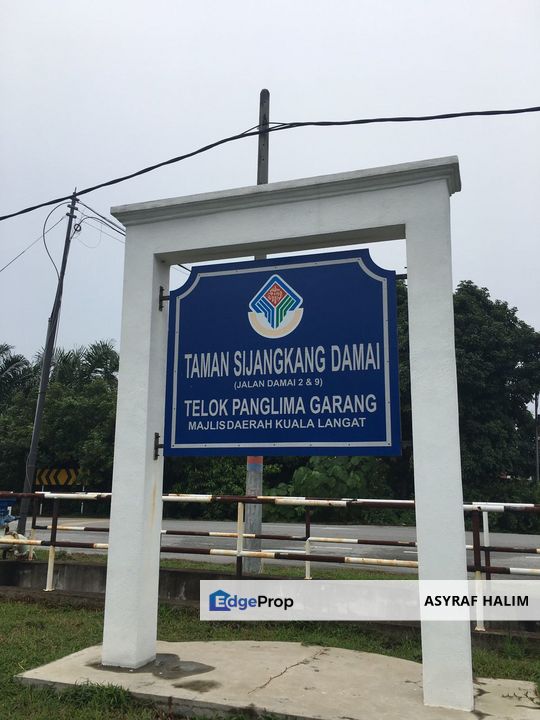 TAMAN SIJANGKANG DAMAI
(JALAN DAMAI 2 & 9)
TELOK PANGLIMA GARANG
MAJLIS DAERAH KUALA LANGAT
EdgeProp
ASYRAF HALIM